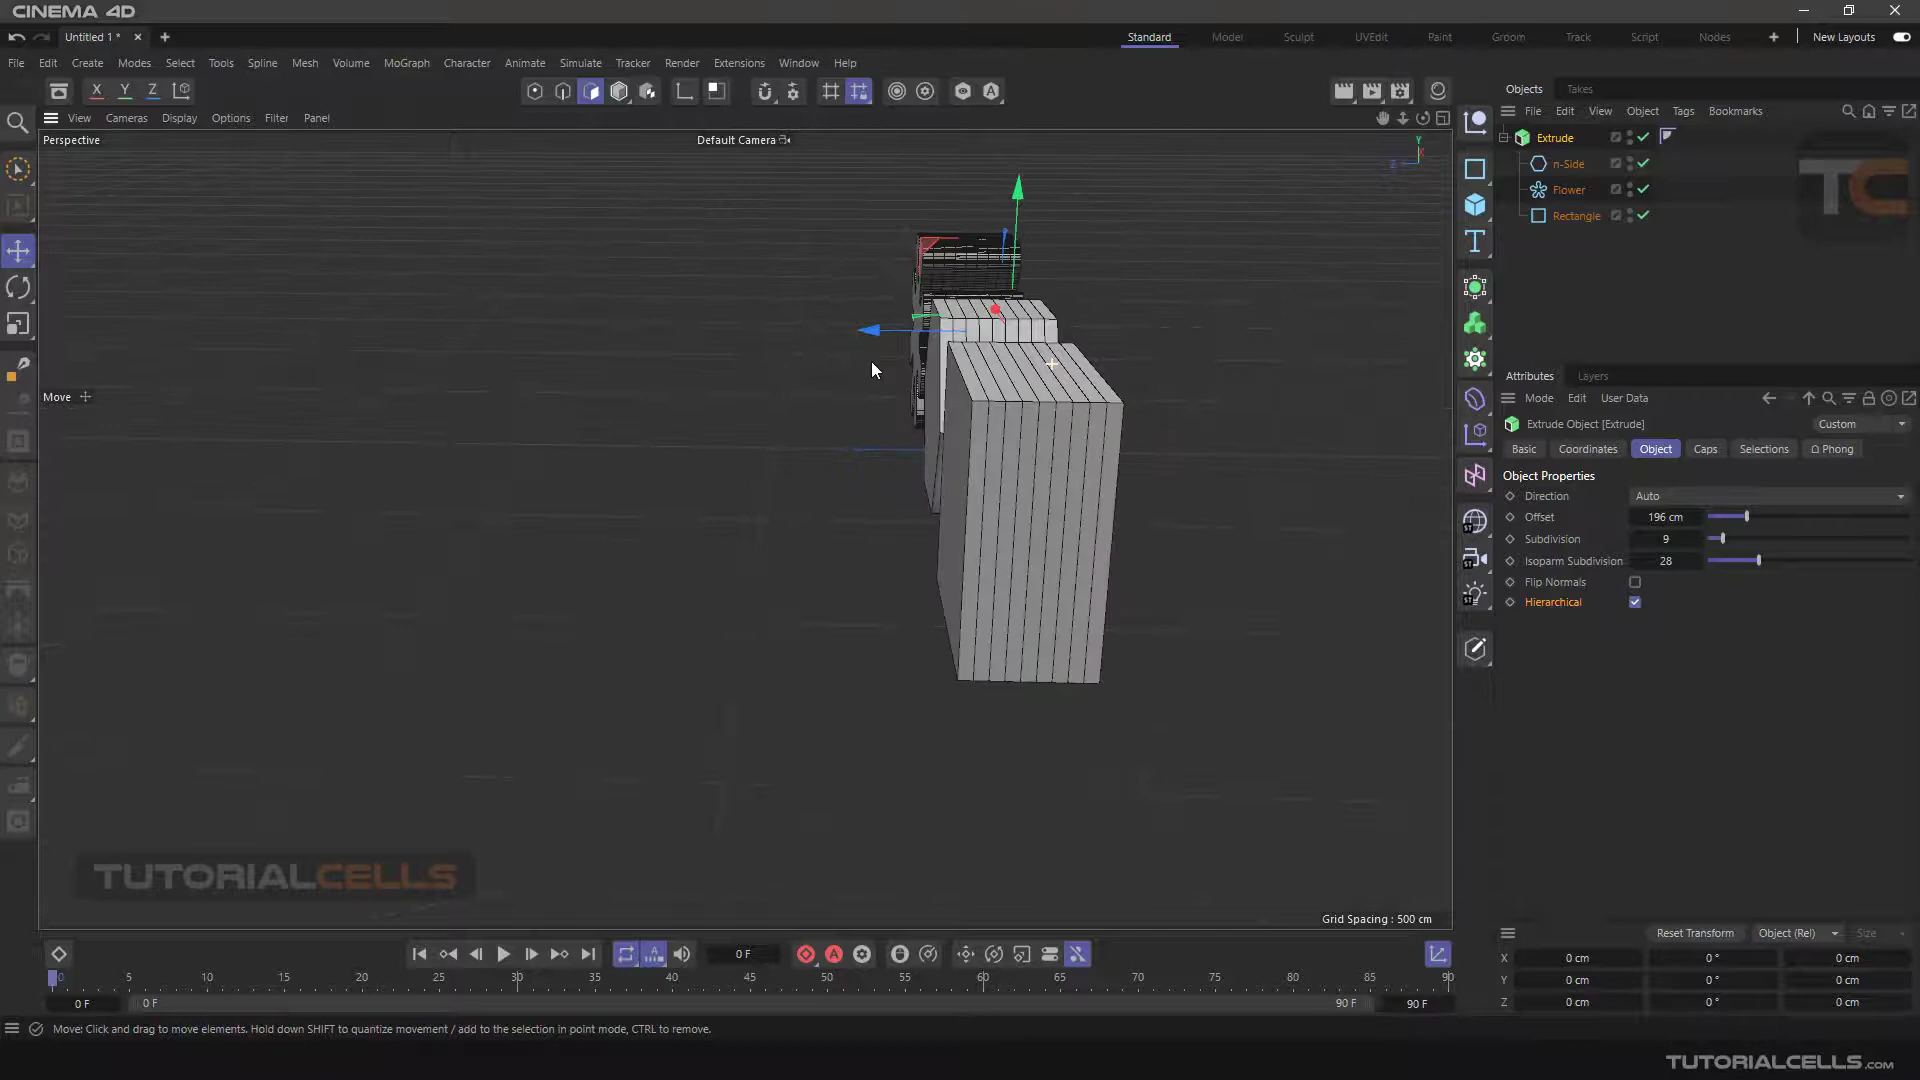 CINEMA 4D
Untitled 1 *
Standard Model Sculpt UVEdit Paint Groom Track Script Nodes New Layouts
File Edit Create Modes Select Tools Spline Mesh Volume MoGraph Character Animate Simulate Tracker Render Extensions Window Help
X Y Z
Objects Takes
View Cameras Display Options Filter Panel
File Edit View Object Tags Bookmarks
Perspective
Default Camera
Y
X
Z
Extrude
n-Side
Flower
Rectangle
TC
Attributes Layers
Move
Mode Edit User Data
Extrude Object [Extrude]
Custom
Basic Coordinates Object Caps Selections Phong
Object Properties
Direction Auto
Offset 196 cm
Subdivision 9
Isoparm Subdivision 28
Flip Normals
Hierarchical
TUTORIALCELLS
Grid Spacing : 500 cm
Reset Transform Object (Rel) Size
0 F
X 0 cm 0 ° 0 cm
0 5 10 15 20 25 30 35 40 45 50 55 60 65 70 75 80 85 90
Y 0 cm 0 ° 0 cm
0 F 0 F 90 F 90 F
Z 0 cm 0 ° 0 cm
Move: Click and drag to move elements. Hold down SHIFT to quantize movement / add to the selection in point mode, CTRL to remove.
TUTORIALCELLS.COM